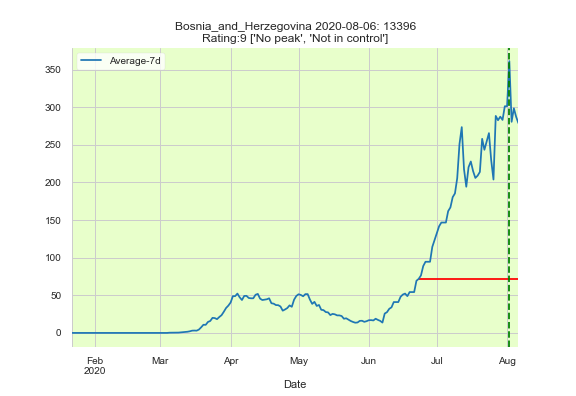 Bosnia_and_Herzegovina 2020-08-06: 13396
Rating:9 ['No peak', 'Not in control']
Average-7d
350
300
250
200
150
100
50
0
Feb
2020
Mar
Apr
May
Jun
Jul
Aug
Date